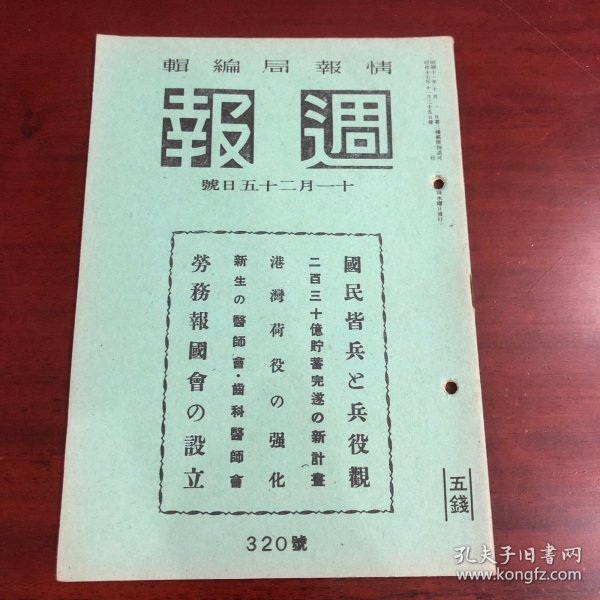 情報局編輯
週報
十一月二十五日號
國民皆兵と兵役觀
二百三十億貯蓄完遂の新計畫
港灣荷役の强化
新生の醫師會・齒科醫師會
勞務報國會の設立
五錢
320號
孔夫子旧书网
www.kongfz.com